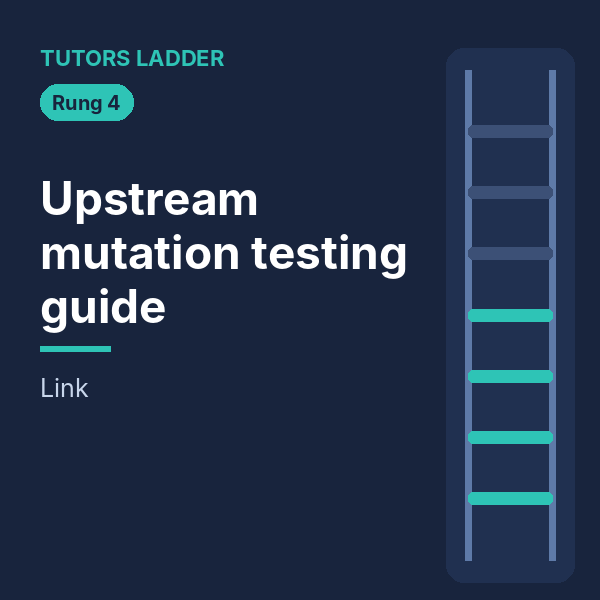 TUTORS LADDER
Rung 4
Upstream
mutation testing
guide
Link